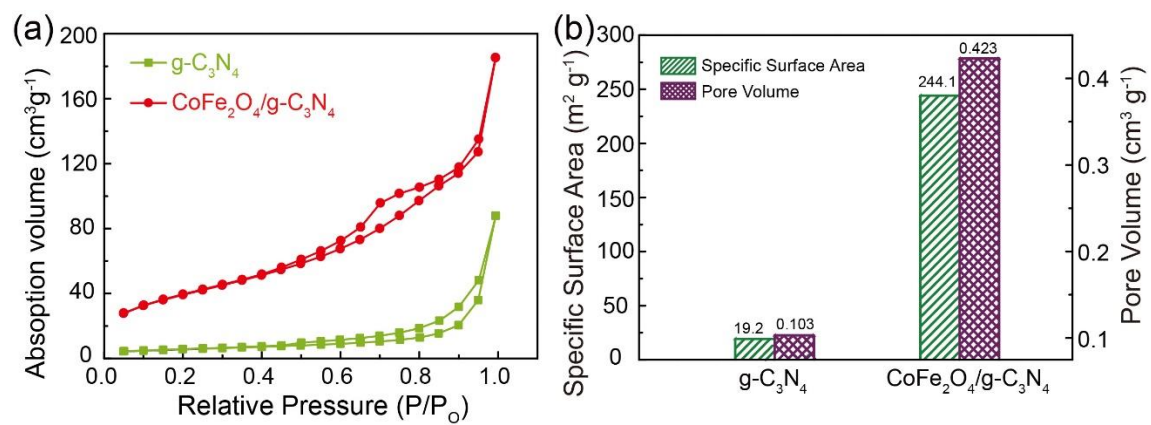 (a)
Absoption volume (cm³g⁻¹)
200
160
120
80
40
0
g-C₃N₄
CoFe₂O₄/g-C₃N₄
0.0 0.2 0.4 0.6 0.8 1.0
Relative Pressure (P/P₀)
(b)
Specific Surface Area (m² g⁻¹)
300
250
200
150
100
50
0
Specific Surface Area
Pore Volume
19.2 0.103
244.1 0.423
g-C₃N₄ CoFe₂O₄/g-C₃N₄
0.4
0.3
0.2
0.1
Pore Volume (cm³ g⁻¹)